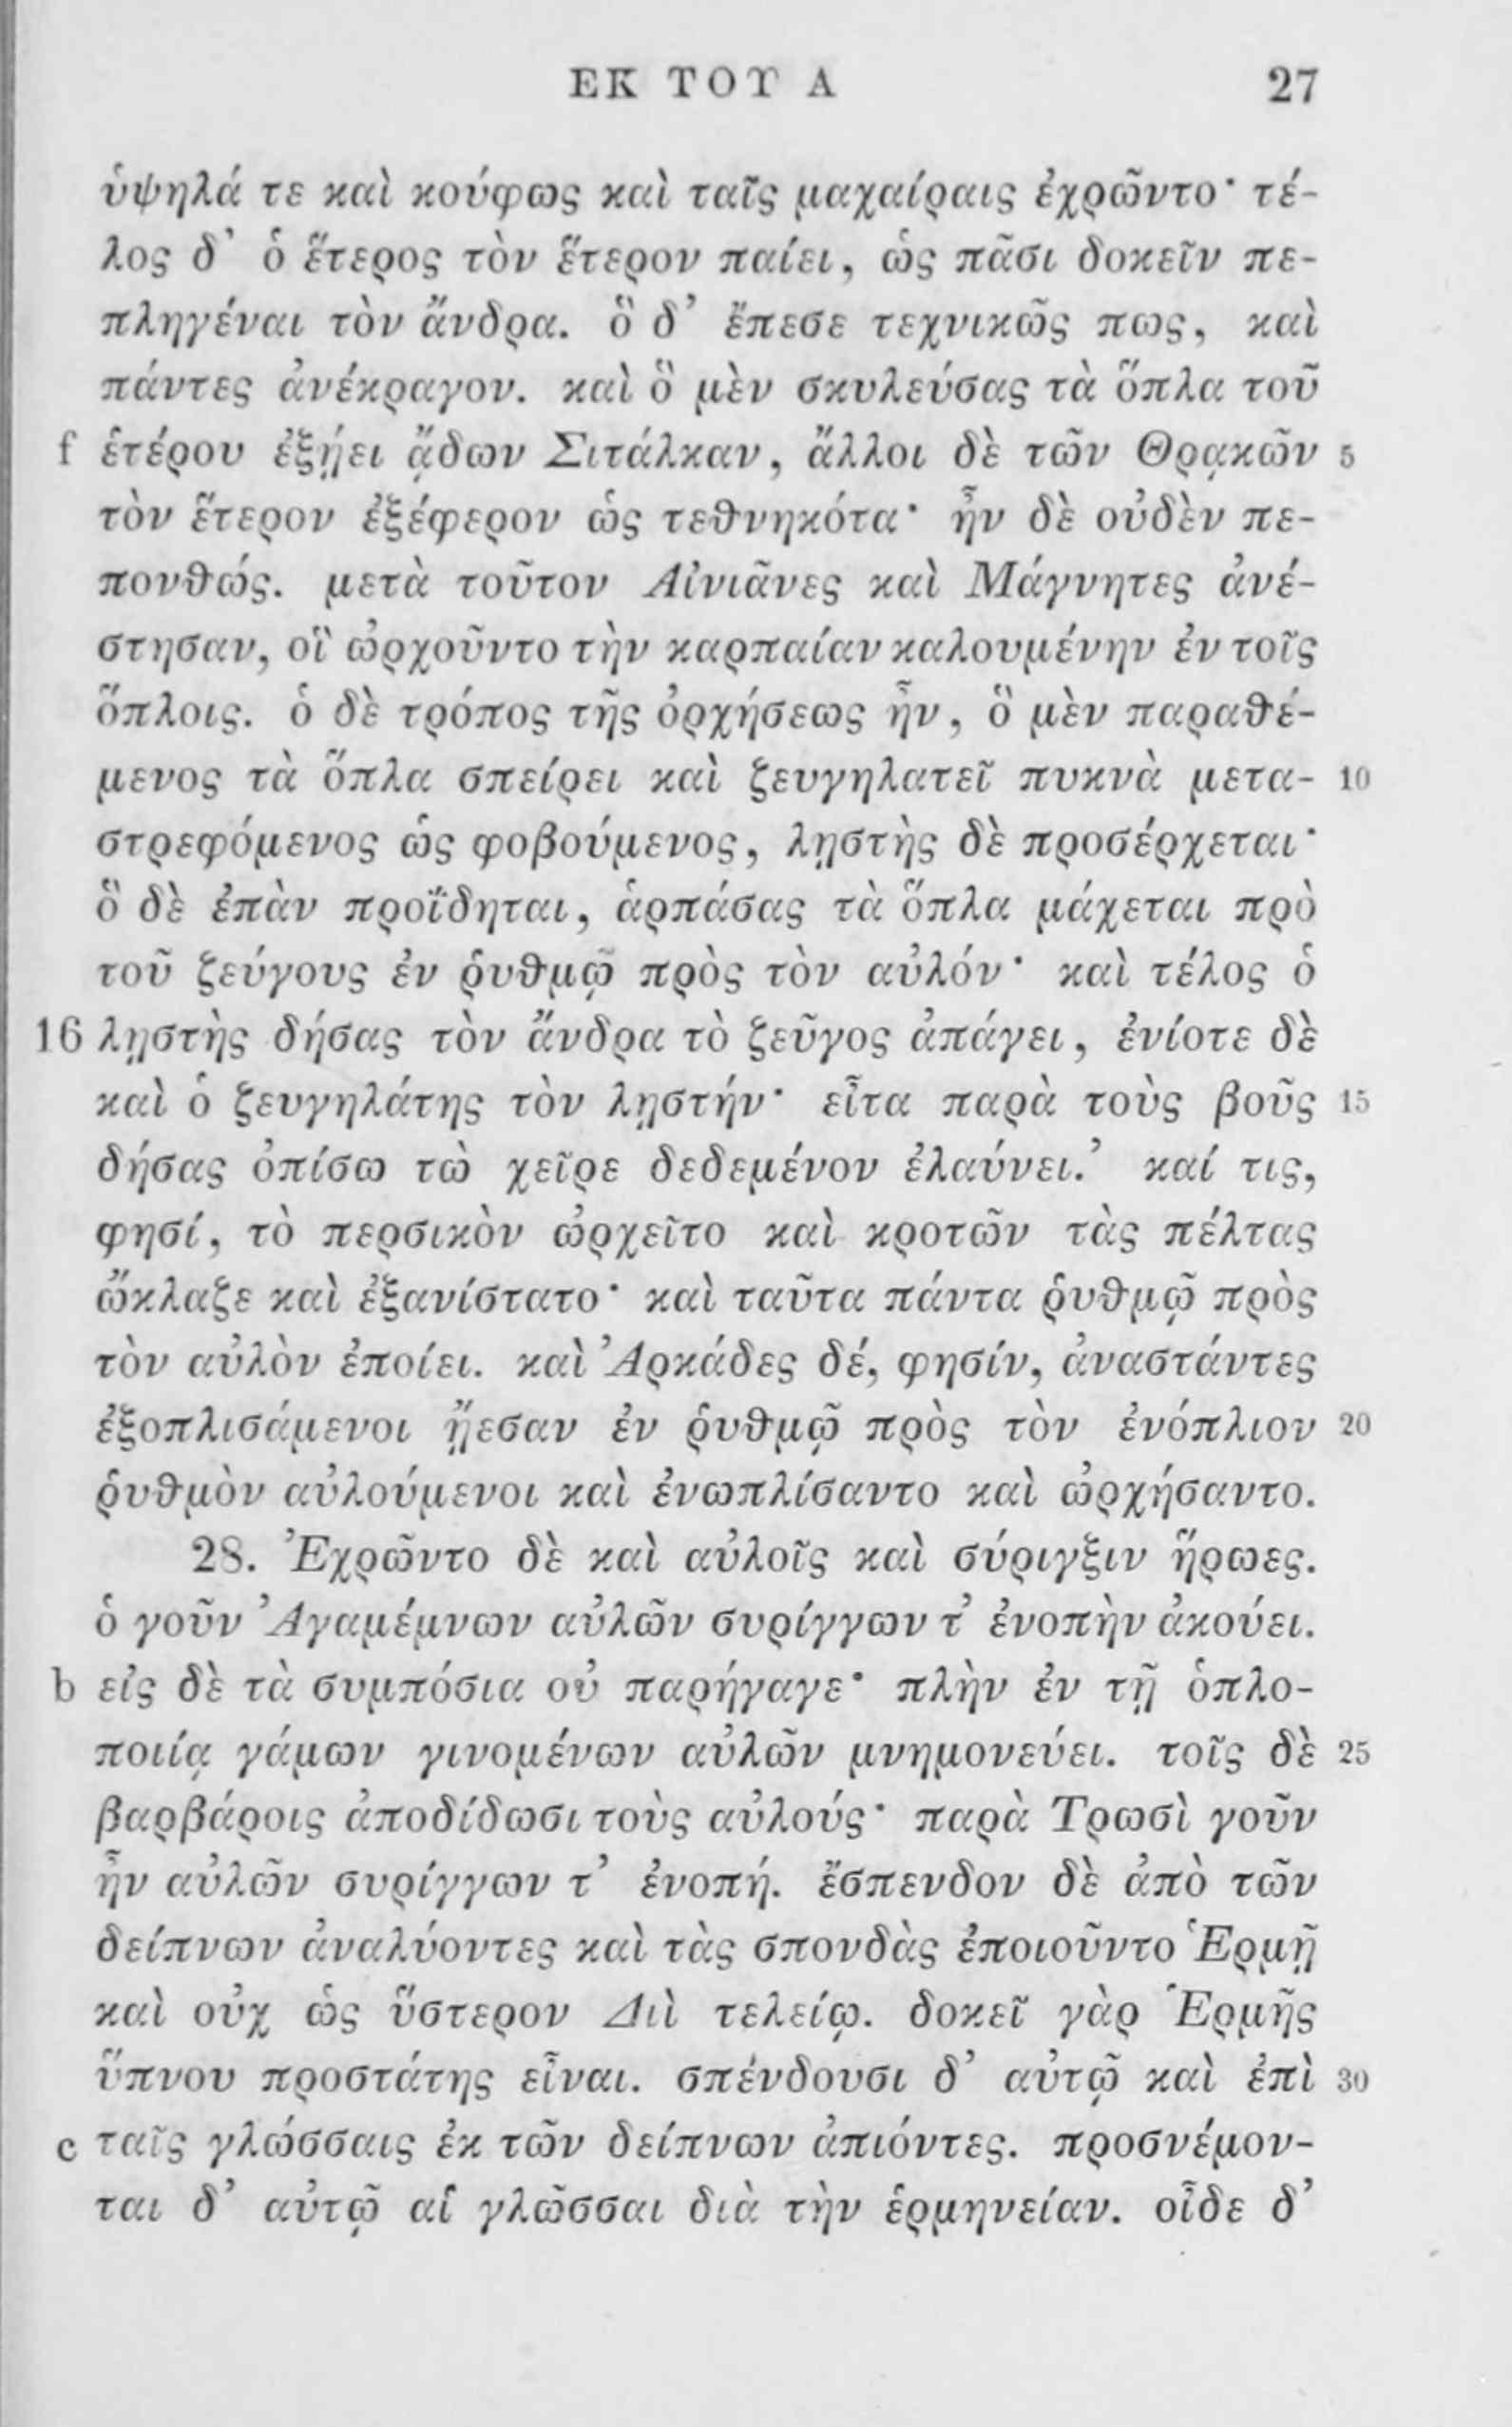 ΕΚ ΤΟΥ Α 27
ὑψηλά τε καὶ κούφως καὶ ταῖς μαχαίραις ἐχρῶντο· τέ-
λος δ' ὁ ἕτερος τὸν ἕτερον παίει, ὡς πᾶσι δοκεῖν πε-
πληγέναι τὸν ἄνδρα. ὃ δ' ἔπεσε τεχνικῶς πως, καὶ
πάντες ἀνέκραγον. καὶ ὃ μὲν σκυλεύσας τὰ ὅπλα τοῦ
f ἑτέρου ἐξῄει ᾄδων Σιτάλκαν, ἄλλοι δὲ τῶν Θρᾳκῶν 5
τὸν ἕτερον ἐξέφερον ὡς τεθνηκότα· ἦν δὲ οὐδὲν πε-
πονθώς. μετὰ τοῦτον Αἰνιᾶνες καὶ Μάγνητες ἀνέ-
στησαν, οἳ ὠρχοῦντο τὴν καρπαίαν καλουμένην ἐν τοῖς
ὅπλοις. ὁ δὲ τρόπος τῆς ὀρχήσεως ἦν, ὃ μὲν παραθέ-
μενος τὰ ὅπλα σπείρει καὶ ζευγηλατεῖ πυκνὰ μετα- 10
στρεφόμενος ὡς φοβούμενος, λῃστὴς δὲ προσέρχεται·
ὃ δὲ ἐπὰν προΐδηται, ἁρπάσας τὰ ὅπλα μάχεται πρὸ
τοῦ ζεύγους ἐν ῥυθμῷ πρὸς τὸν αὐλόν· καὶ τέλος ὁ
16 λῃστὴς δήσας τὸν ἄνδρα τὸ ζεῦγος ἀπάγει, ἐνίοτε δὲ
καὶ ὁ ζευγηλάτης τὸν λῃστήν· εἶτα παρὰ τοὺς βοῦς 15
δήσας ὀπίσω τὼ χεῖρε δεδεμένον ἐλαύνει.' καί τις,
φησί, τὸ περσικὸν ὠρχεῖτο καὶ κροτῶν τὰς πέλτας
ὤκλαζε καὶ ἐξανίστατο· καὶ ταῦτα πάντα ῥυθμῷ πρὸς
τὸν αὐλὸν ἐποίει. καὶ Ἀρκάδες δέ, φησίν, ἀναστάντες
ἐξοπλισάμενοι ᾔεσαν ἐν ῥυθμῷ πρὸς τὸν ἐνόπλιον 20
ῥυθμὸν αὐλούμενοι καὶ ἐνωπλίσαντο καὶ ὠρχήσαντο.
28. Ἐχρῶντο δὲ καὶ αὐλοῖς καὶ σύριγξιν ἥρωες.
ὁ γοῦν Ἀγαμέμνων αὐλῶν συρίγγων τ' ἐνοπὴν ἀκούει.
b εἰς δὲ τὰ συμπόσια οὐ παρήγαγε· πλὴν ἐν τῇ ὁπλο-
ποιίᾳ γάμων γινομένων αὐλῶν μνημονεύει. τοῖς δὲ 25
βαρβάροις ἀποδίδωσι τοὺς αὐλούς· παρὰ Τρωσὶ γοῦν
ἦν αὐλῶν συρίγγων τ' ἐνοπή. ἔσπενδον δὲ ἀπὸ τῶν
δείπνων ἀναλύοντες καὶ τὰς σπονδὰς ἐποιοῦντο Ἑρμῇ
καὶ οὐχ ὡς ὕστερον Διὶ τελείῳ. δοκεῖ γὰρ Ἑρμῆς
ὕπνου προστάτης εἶναι. σπένδουσι δ' αὐτῷ καὶ ἐπὶ 30
c ταῖς γλώσσαις ἐκ τῶν δείπνων ἀπιόντες. προσνέμον-
ται δ' αὐτῷ αἱ γλῶσσαι διὰ τὴν ἑρμηνείαν. οἶδε δ'